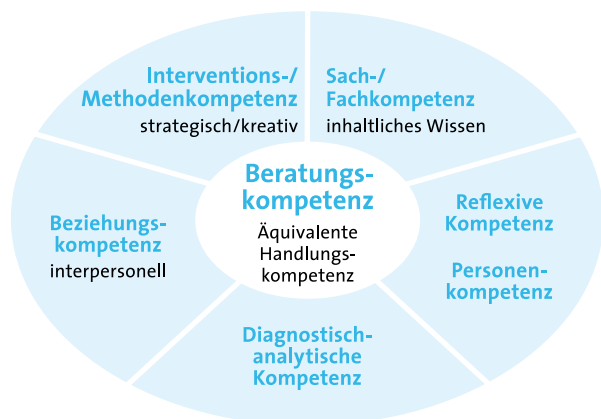 Interventions-/
Methodenkompetenz
strategisch/kreativ
Sach-/
Fachkompetenz
inhaltliches Wissen
Beratungs-
kompetenz
Äquivalente
Handlungs-
kompetenz
Beziehungs-
kompetenz
interpersonell
Reflexive
Kompetenz
Personen-
kompetenz
Diagnostisch-
analytische
Kompetenz